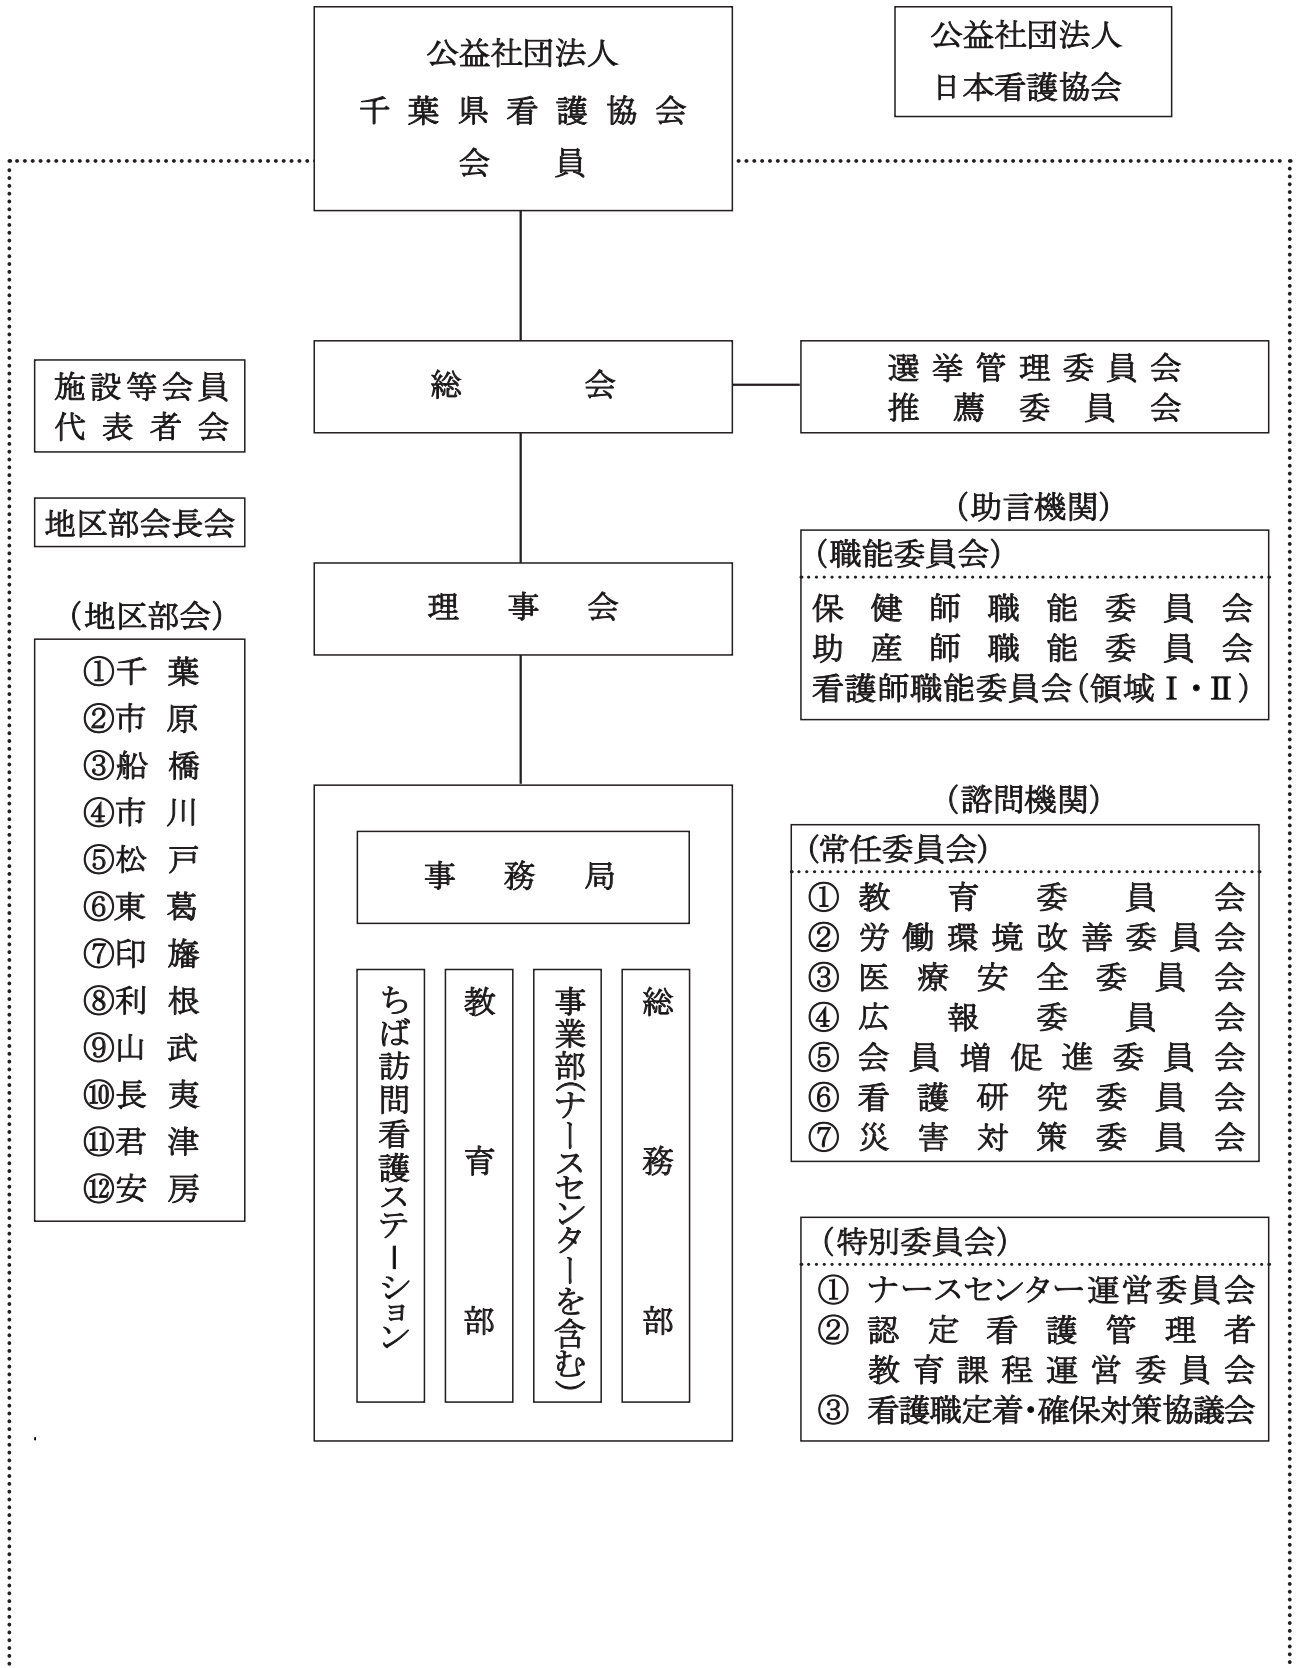 公益社団法人
千葉県看護協会
会員
公益社団法人
日本看護協会
総会
選挙管理委員会
推薦委員会
施設等会員
代表者会
地区部会長会
(地区部会)
①千葉
②市原
③船橋
④市川
⑤松戸
⑥東葛
⑦印旛
⑧利根
⑨山武
⑩長夷
⑪君津
⑫安房
理事会
事務局
総務部
事業部(ナースセンターを含む)
教育部
ちば訪問看護ステーション
(助言機関)
(職能委員会)
保健師職能委員会
助産師職能委員会
看護師職能委員会(領域Ⅰ・Ⅱ)
(諮問機関)
(常任委員会)
① 教育委員会
② 労働環境改善委員会
③ 医療安全委員会
④ 広報委員会
⑤ 会員増促進委員会
⑥ 看護研究委員会
⑦ 災害対策委員会
(特別委員会)
① ナースセンター運営委員会
② 認定看護管理者
教育課程運営委員会
③ 看護職定着・確保対策協議会